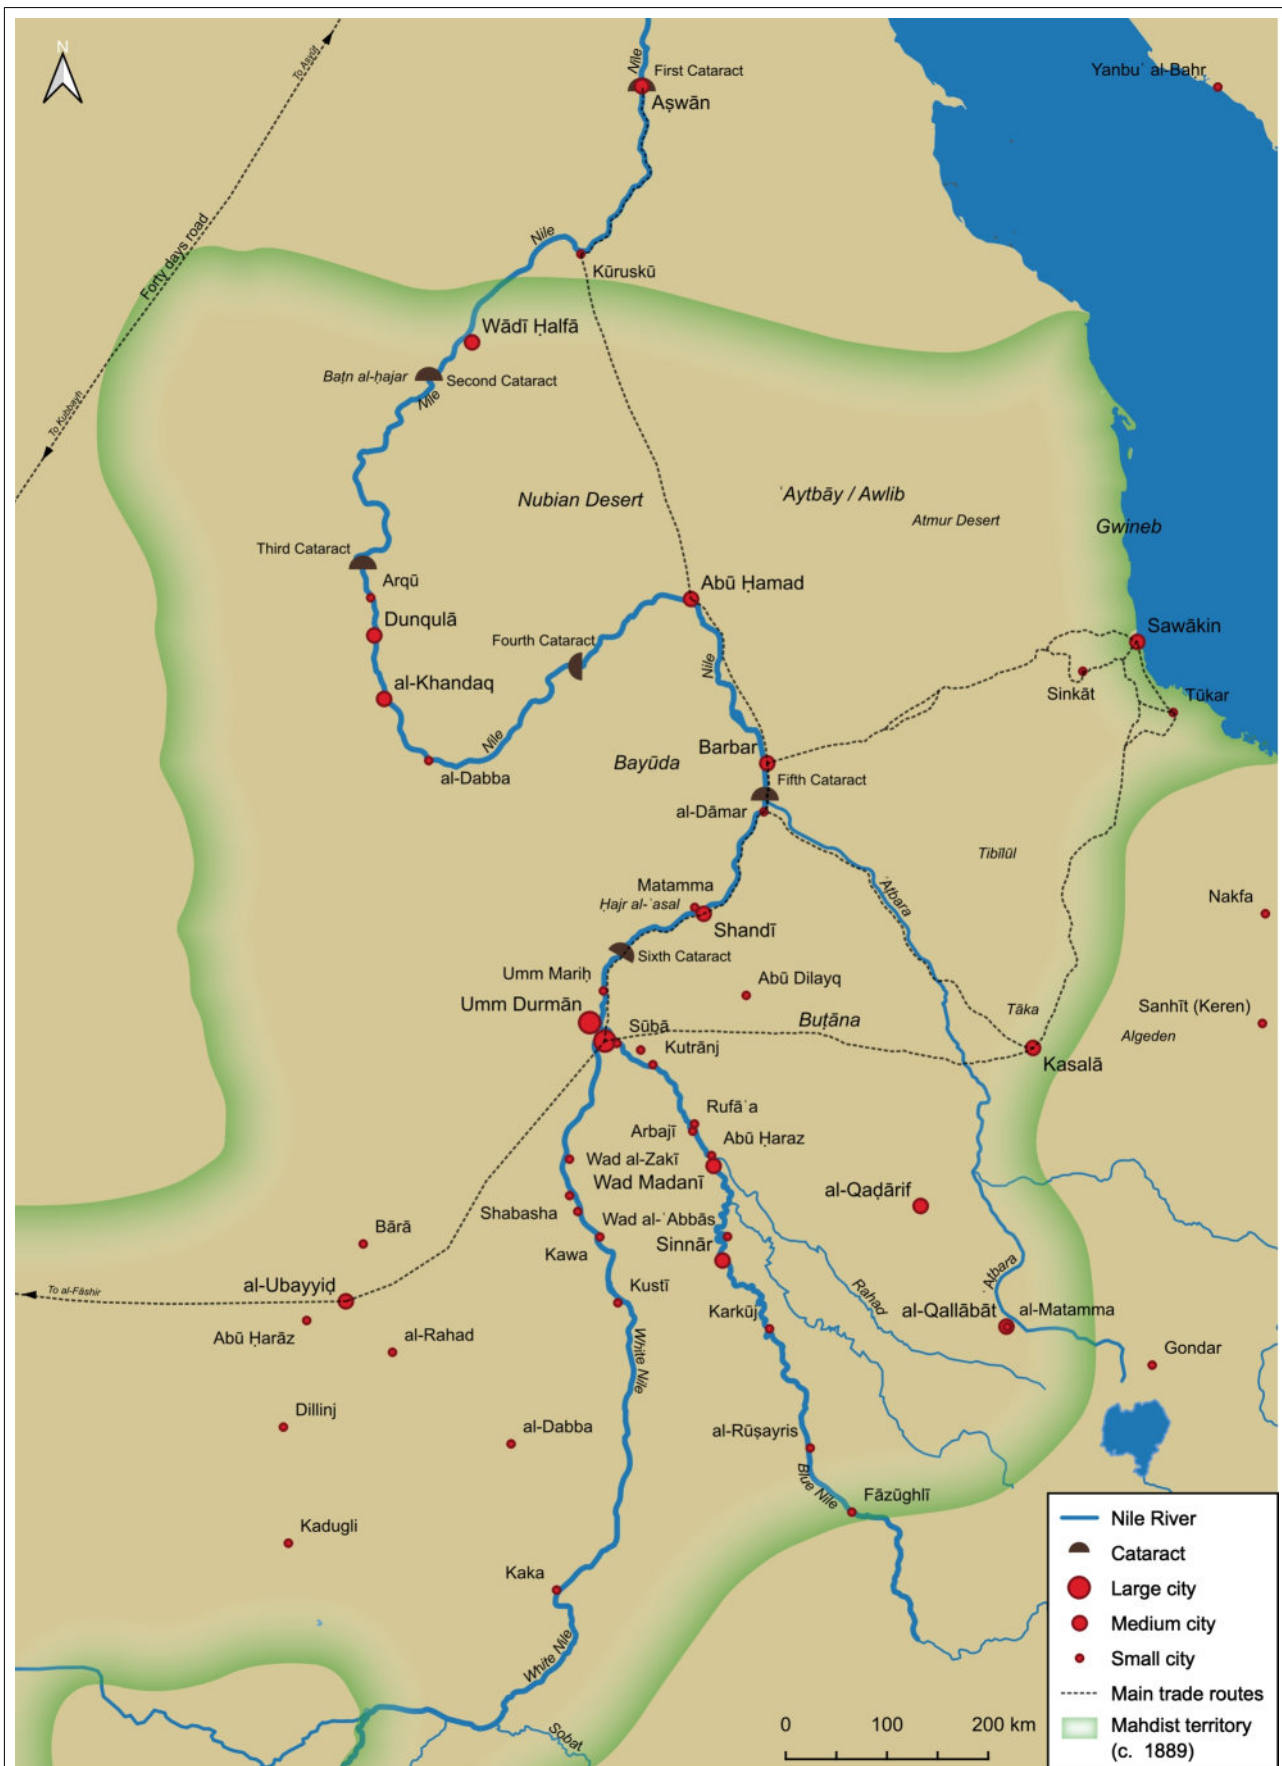 N
To Asyūṭ
Nile
First Cataract
Aṣwān
Yanbuʿ al-Baḥr
Forty days road
Nile
Kūruskū
Wādī Ḥalfā
Baṭn al-ḥajar
Second Cataract
Nile
To Kubbayh
Nubian Desert
ʿAytbāy / Awlib
Atmur Desert
Gwineb
Third Cataract
Arqū
Abū Ḥamad
Dunqulā
Fourth Cataract
Sawākin
Nile
al-Khandaq
Sinkāt
Tūkar
Nile
Barbar
Bayūda
al-Dabba
Fifth Cataract
al-Dāmar
Tibīlūl
ʿAtbara
Matamma
Ḥajr al-ʿasal
Nakfa
Shandī
Sixth Cataract
Umm Mariḥ
Abū Dilayq
Umm Durmān
Tāka
Sanhīt (Keren)
Sūbā
Buṭāna
Algeden
Kutrānj
Kasalā
Rufāʿa
Arbajī
Abū Ḥaraz
Wad al-Zakī
Wad Madanī
al-Qaḍārif
Shabasha
Wad al-ʿAbbās
Bārā
Kawa
Sinnār
ʿAtbara
al-Ubayyiḍ
To al-Fāshir
Kustī
Rahad
Karkūj
al-Qallābāt
al-Matamma
Abū Ḥarāz
al-Rahad
White Nile
Gondar
Dillinj
al-Dabba
al-Rūṣayris
Blue Nile
Fāzūghlī
Kadugli
Kaka
White Nile
Sobat
Nile River
Cataract
Large city
Medium city
Small city
Main trade routes
Mahdist territory
(c. 1889)
0 100 200 km